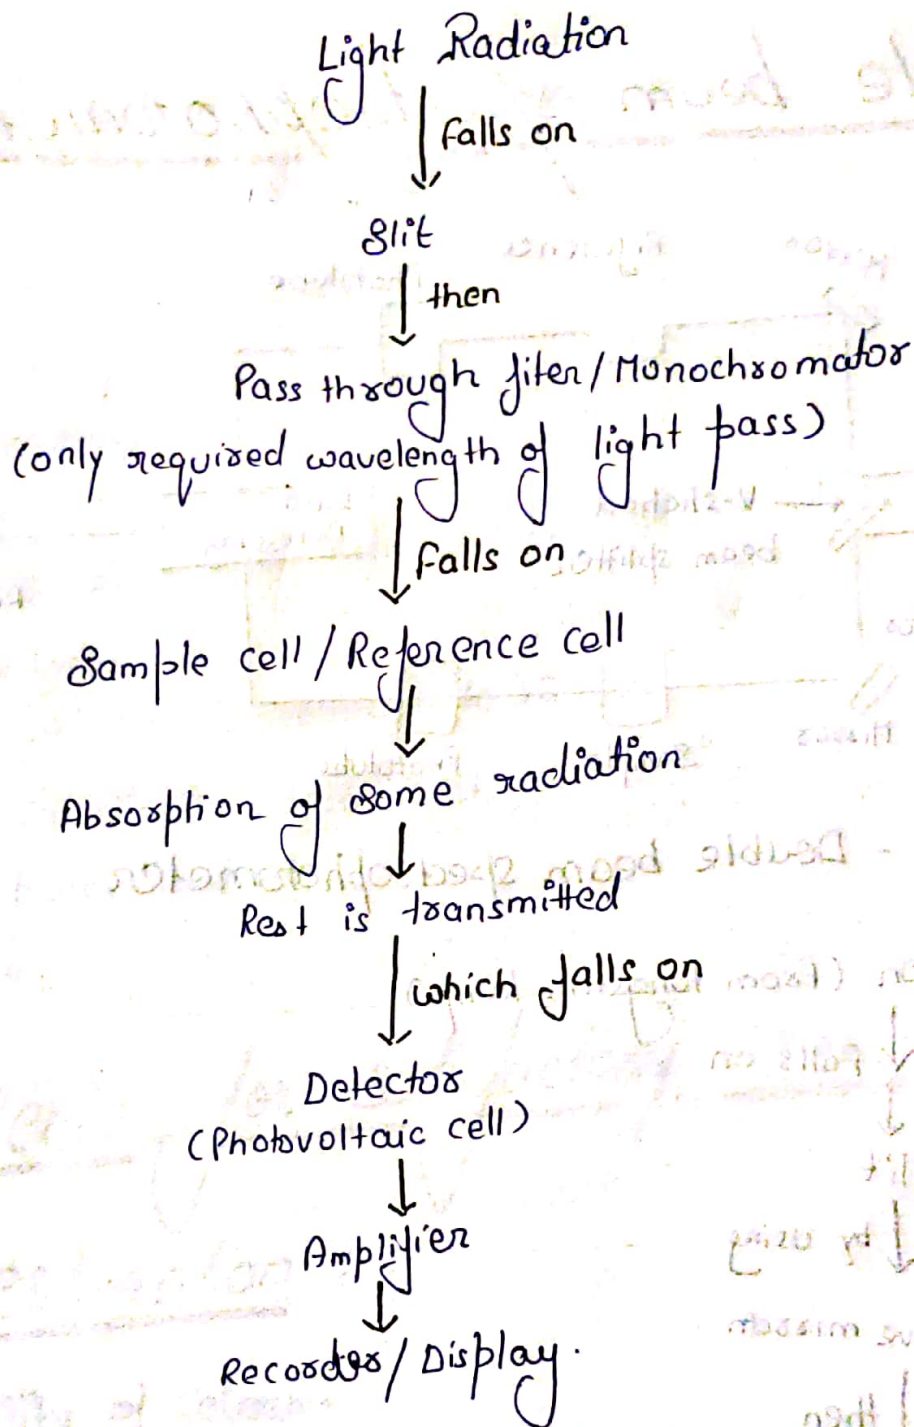 Light Radiation
falls on
Slit
then
Pass through filer/Monochromator
(only required wavelength of light pass)
falls on
Sample cell/Reference cell
Absorption of some radiation
Rest is transmitted
which falls on
Detector
(Photovoltaic cell)
Amplifier
Recorder/Display.